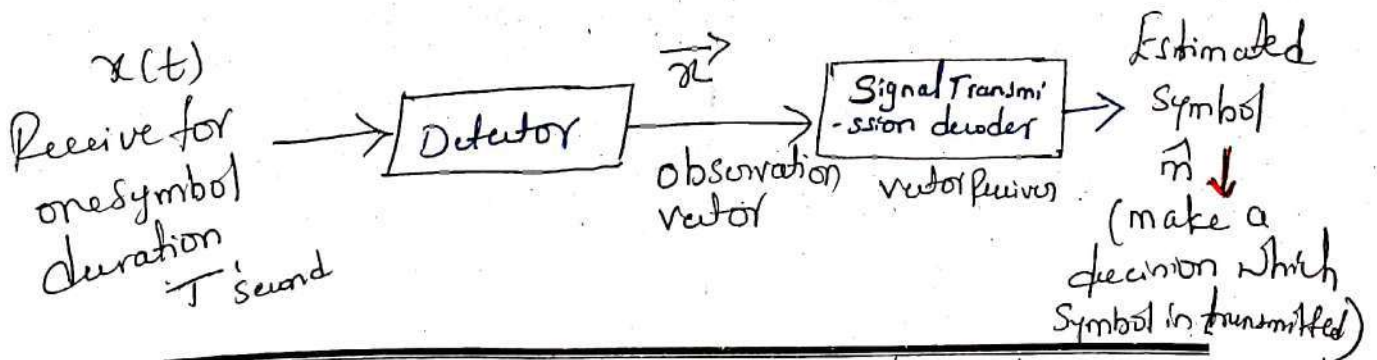 x(t)
Receive for
one symbol
duration
T second
Detector
x
observation
vector
Signal Transmi
-ssion decoder
vector Receiver
Estimated
Symbol
m̂
(make a
decision which
Symbol is transmitted)